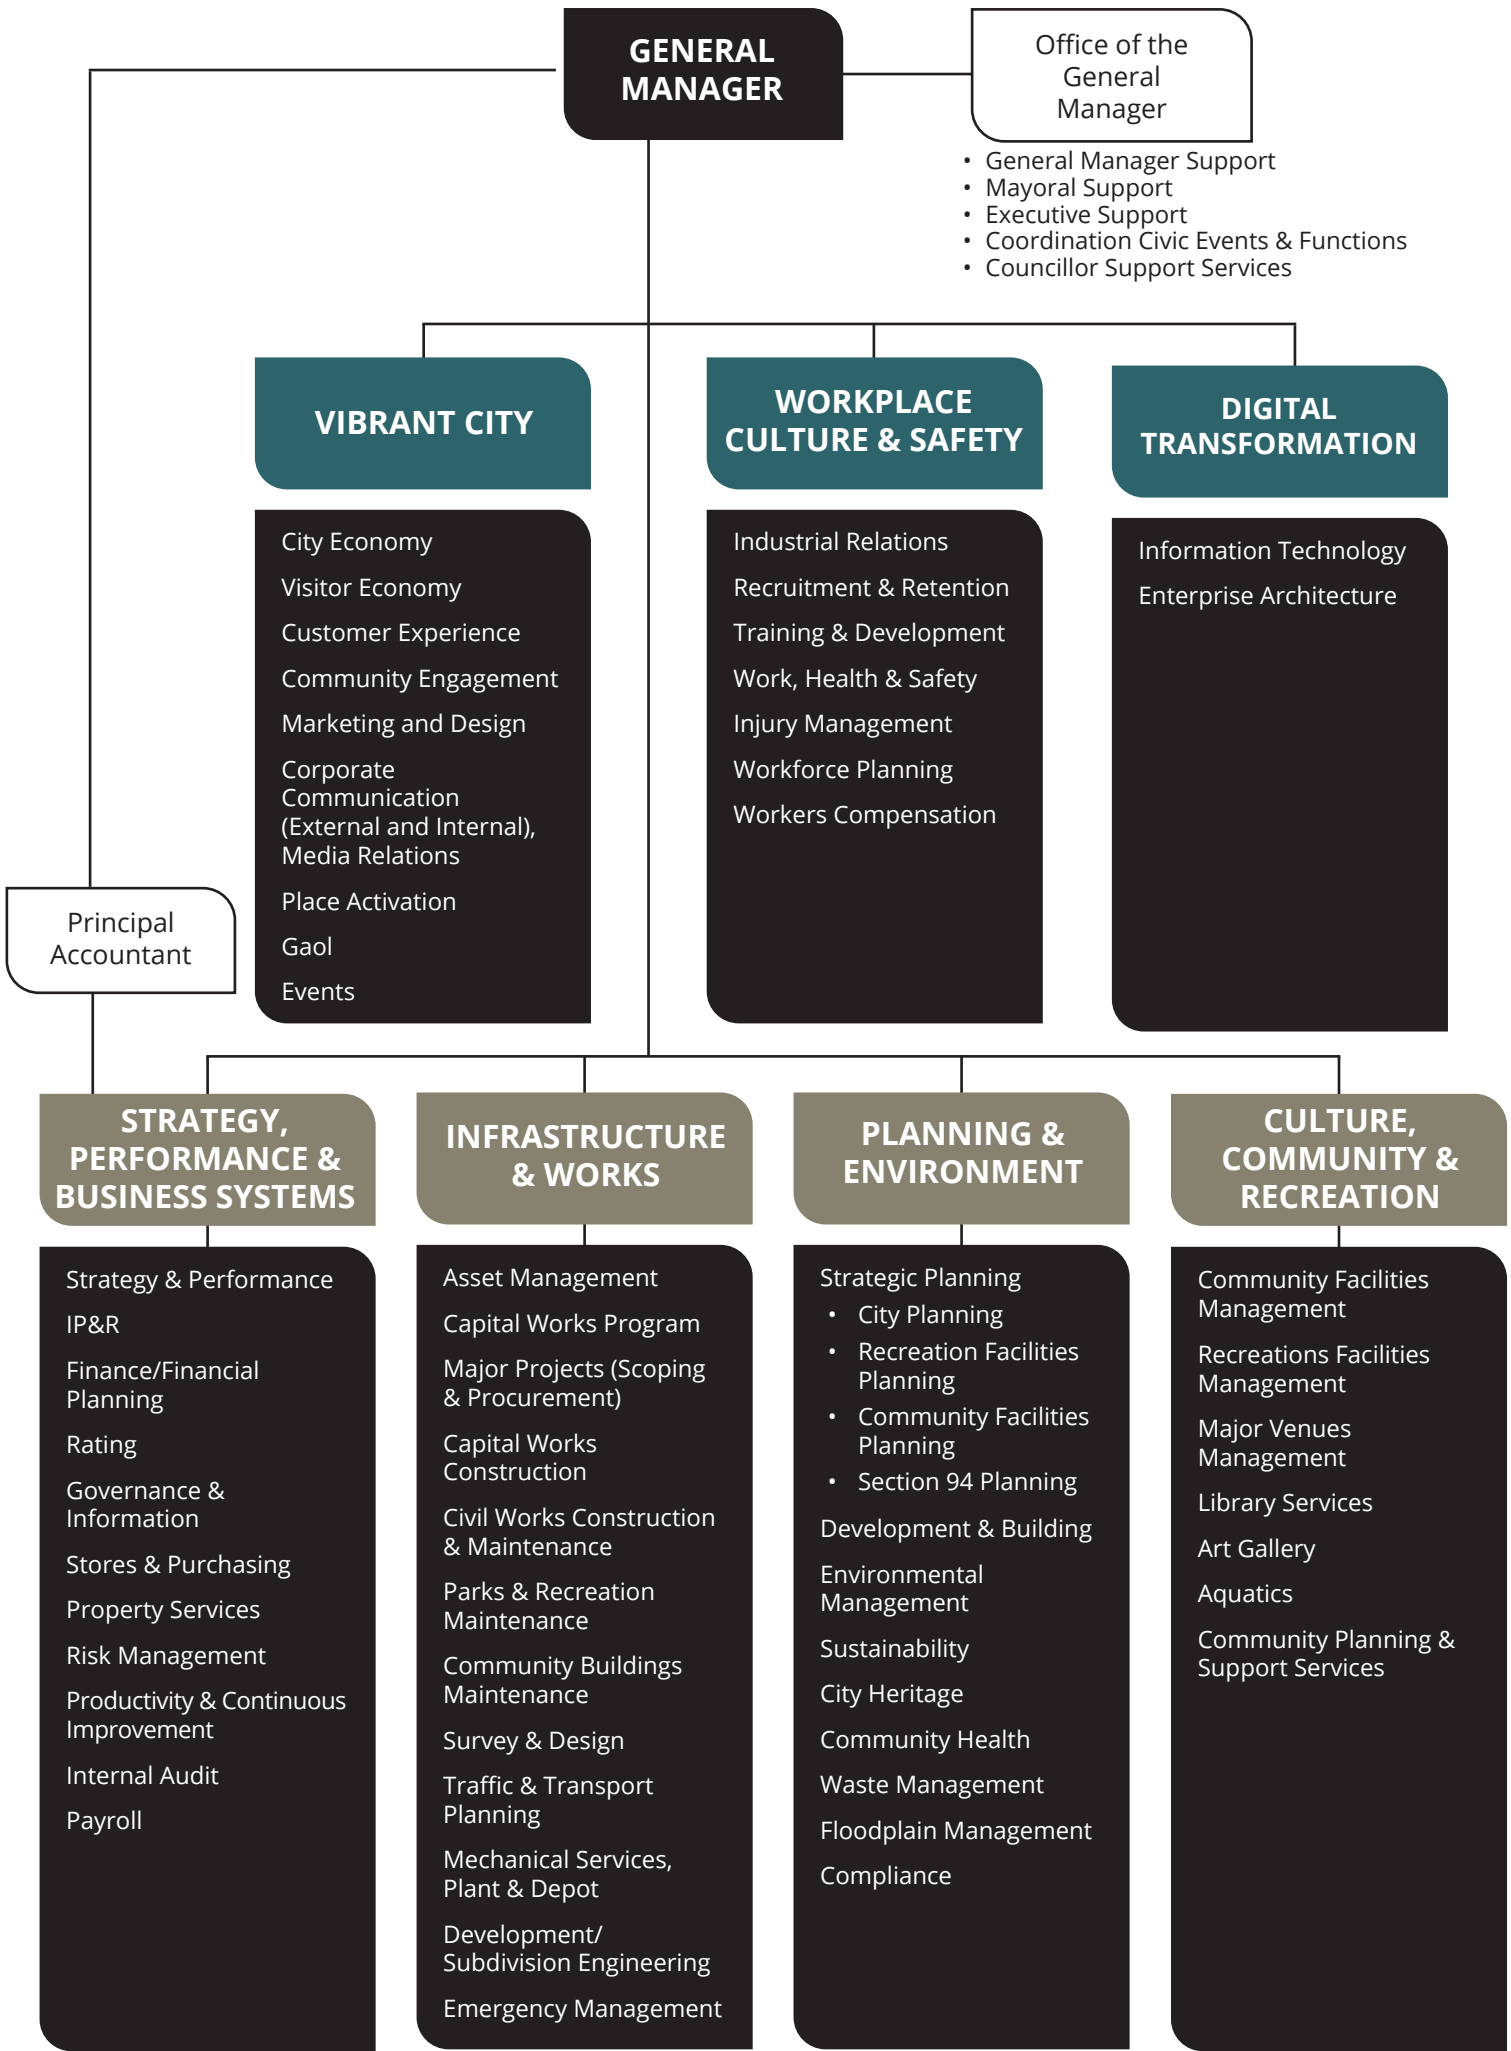 GENERAL
MANAGER
Office of the
General
Manager
• General Manager Support
• Mayoral Support
• Executive Support
• Coordination Civic Events & Functions
• Councillor Support Services
VIBRANT CITY
City Economy
Visitor Economy
Customer Experience
Community Engagement
Marketing and Design
Corporate
Communication
(External and Internal),
Media Relations
Place Activation
Gaol
Events
WORKPLACE
CULTURE & SAFETY
Industrial Relations
Recruitment & Retention
Training & Development
Work, Health & Safety
Injury Management
Workforce Planning
Workers Compensation
DIGITAL
TRANSFORMATION
Information Technology
Enterprise Architecture
Principal
Accountant
STRATEGY,
PERFORMANCE &
BUSINESS SYSTEMS
Strategy & Performance
IP&R
Finance/Financial
Planning
Rating
Governance &
Information
Stores & Purchasing
Property Services
Risk Management
Productivity & Continuous
Improvement
Internal Audit
Payroll
INFRASTRUCTURE
& WORKS
Asset Management
Capital Works Program
Major Projects (Scoping
& Procurement)
Capital Works
Construction
Civil Works Construction
& Maintenance
Parks & Recreation
Maintenance
Community Buildings
Maintenance
Survey & Design
Traffic & Transport
Planning
Mechanical Services,
Plant & Depot
Development/
Subdivision Engineering
Emergency Management
PLANNING &
ENVIRONMENT
Strategic Planning
• City Planning
• Recreation Facilities
Planning
• Community Facilities
Planning
• Section 94 Planning
Development & Building
Environmental
Management
Sustainability
City Heritage
Community Health
Waste Management
Floodplain Management
Compliance
CULTURE,
COMMUNITY &
RECREATION
Community Facilities
Management
Recreations Facilities
Management
Major Venues
Management
Library Services
Art Gallery
Aquatics
Community Planning &
Support Services